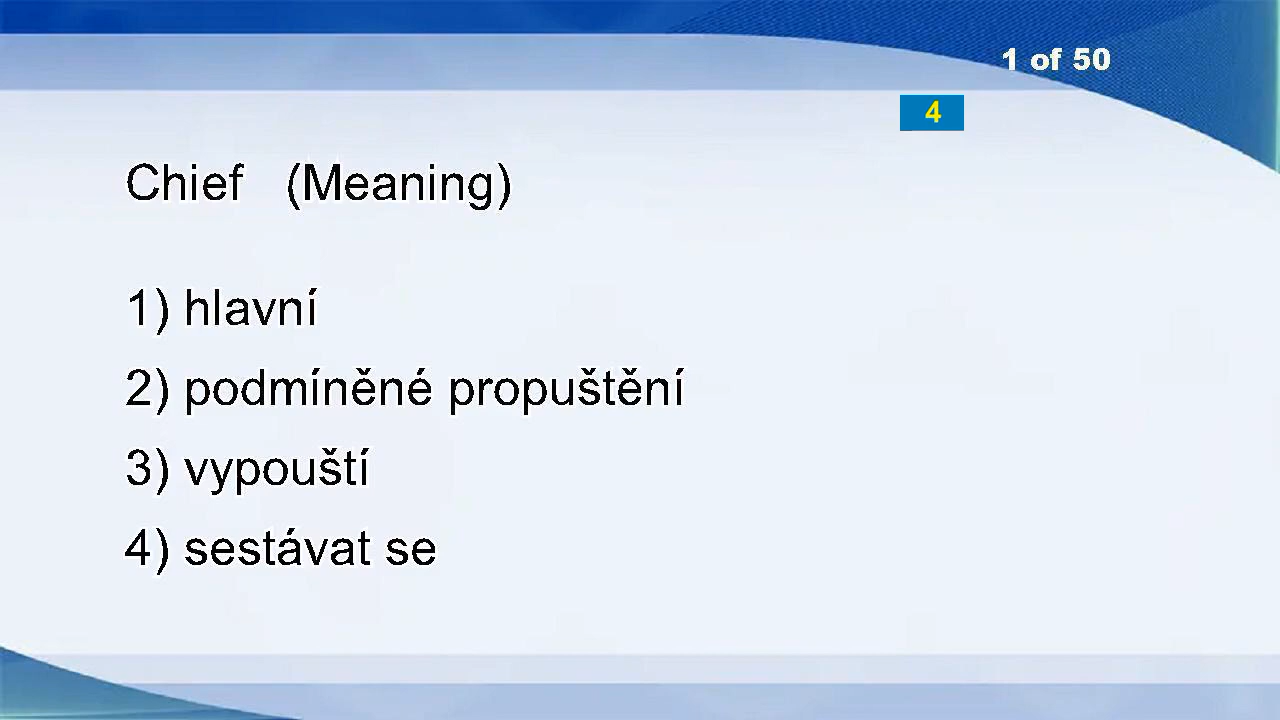 1 of 50
4
Chief (Meaning)
1) hlavní
2) podmíněné propuštění
3) vypouští
4) sestávat se